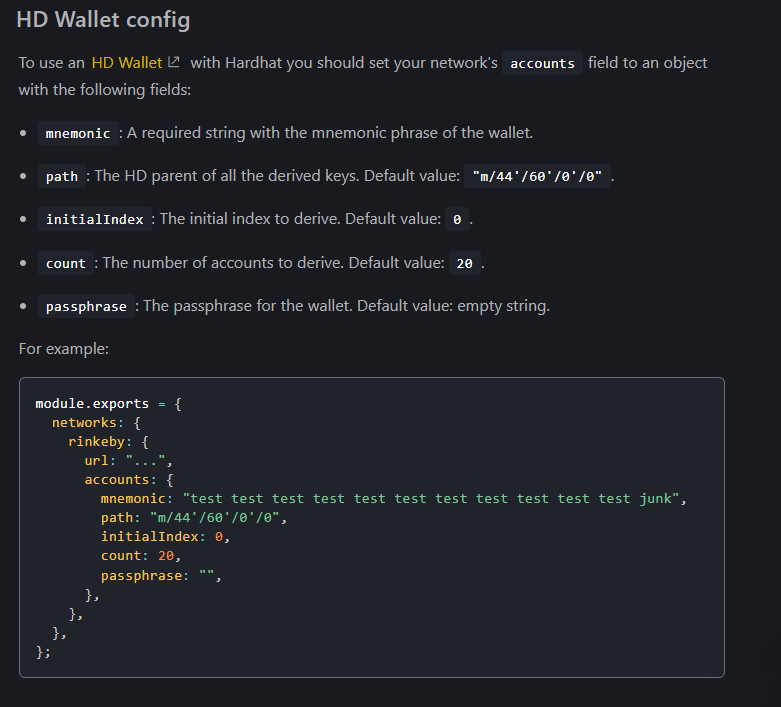 HD Wallet config
To use an HD Wallet with Hardhat you should set your network's accounts field to an object
with the following fields:
• mnemonic : A required string with the mnemonic phrase of the wallet.
• path : The HD parent of all the derived keys. Default value: "m/44'/60'/0'/0" .
• initialIndex : The initial index to derive. Default value: 0 .
• count : The number of accounts to derive. Default value: 20 .
• passphrase : The passphrase for the wallet. Default value: empty string.
For example:
module.exports = {
  networks: {
    rinkeby: {
      url: "...",
      accounts: {
        mnemonic: "test test test test test test test test test test test junk",
        path: "m/44'/60'/0'/0",
        initialIndex: 0,
        count: 20,
        passphrase: "",
      },
    },
  },
};